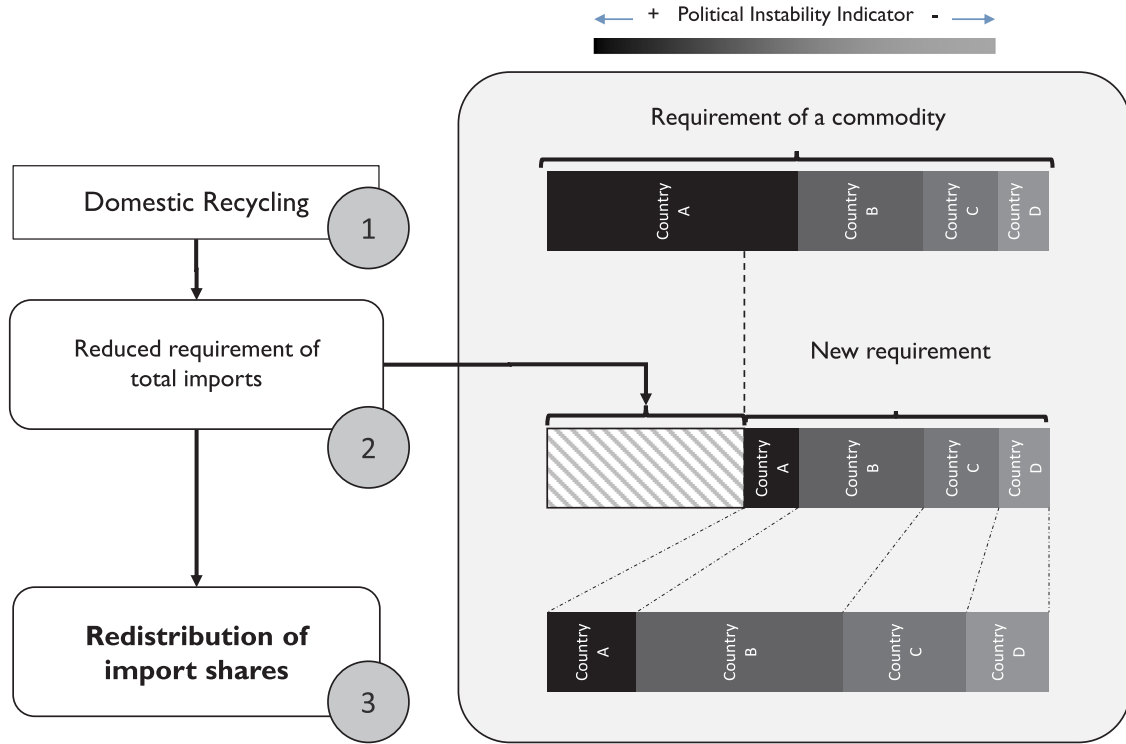 + Political Instability Indicator -
Requirement of a commodity
Country
A
Country
B
Country
C
Country
D
Domestic Recycling
1
Reduced requirement of
total imports
2
New requirement
Country
A
Country
B
Country
C
Country
D
Redistribution of
import shares
3
Country
A
Country
B
Country
C
Country
D